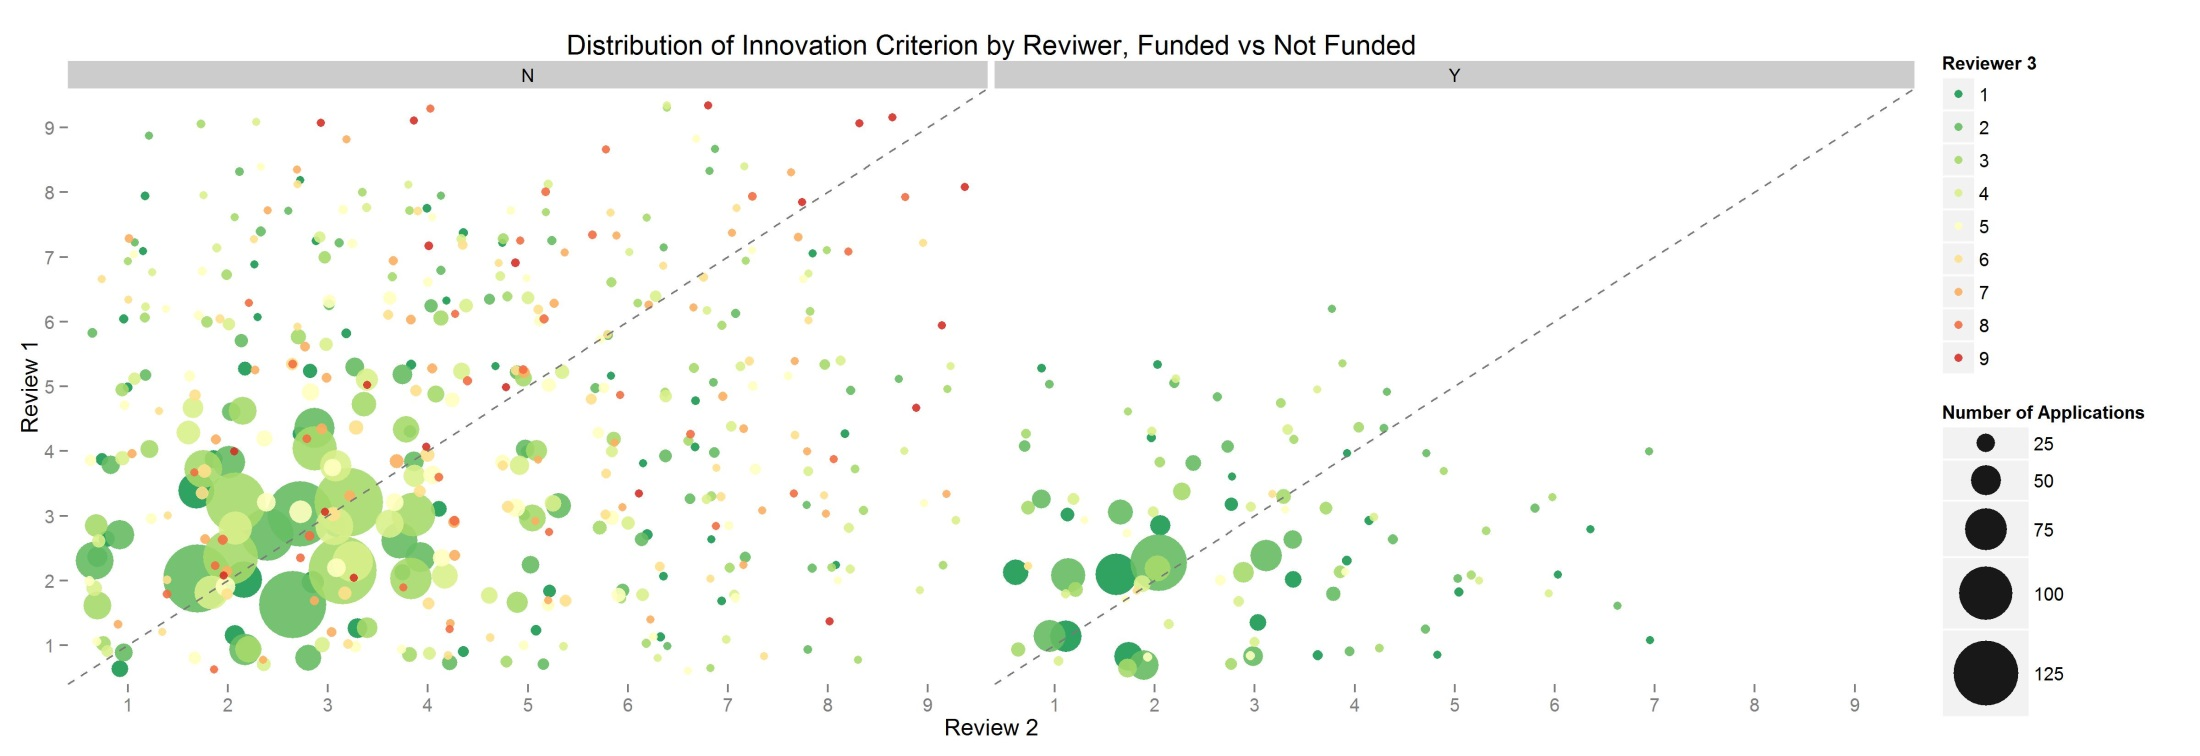 Distribution of Innovation Criterion by Reviwer, Funded vs Not Funded
N
Y
Review 1
9
8
7
6
5
4
3
2
1
1 2 3 4 5 6 7 8 9
1 2 3 4 5 6 7 8 9
Review 2
Reviewer 3
1
2
3
4
5
6
7
8
9
Number of Applications
25
50
75
100
125